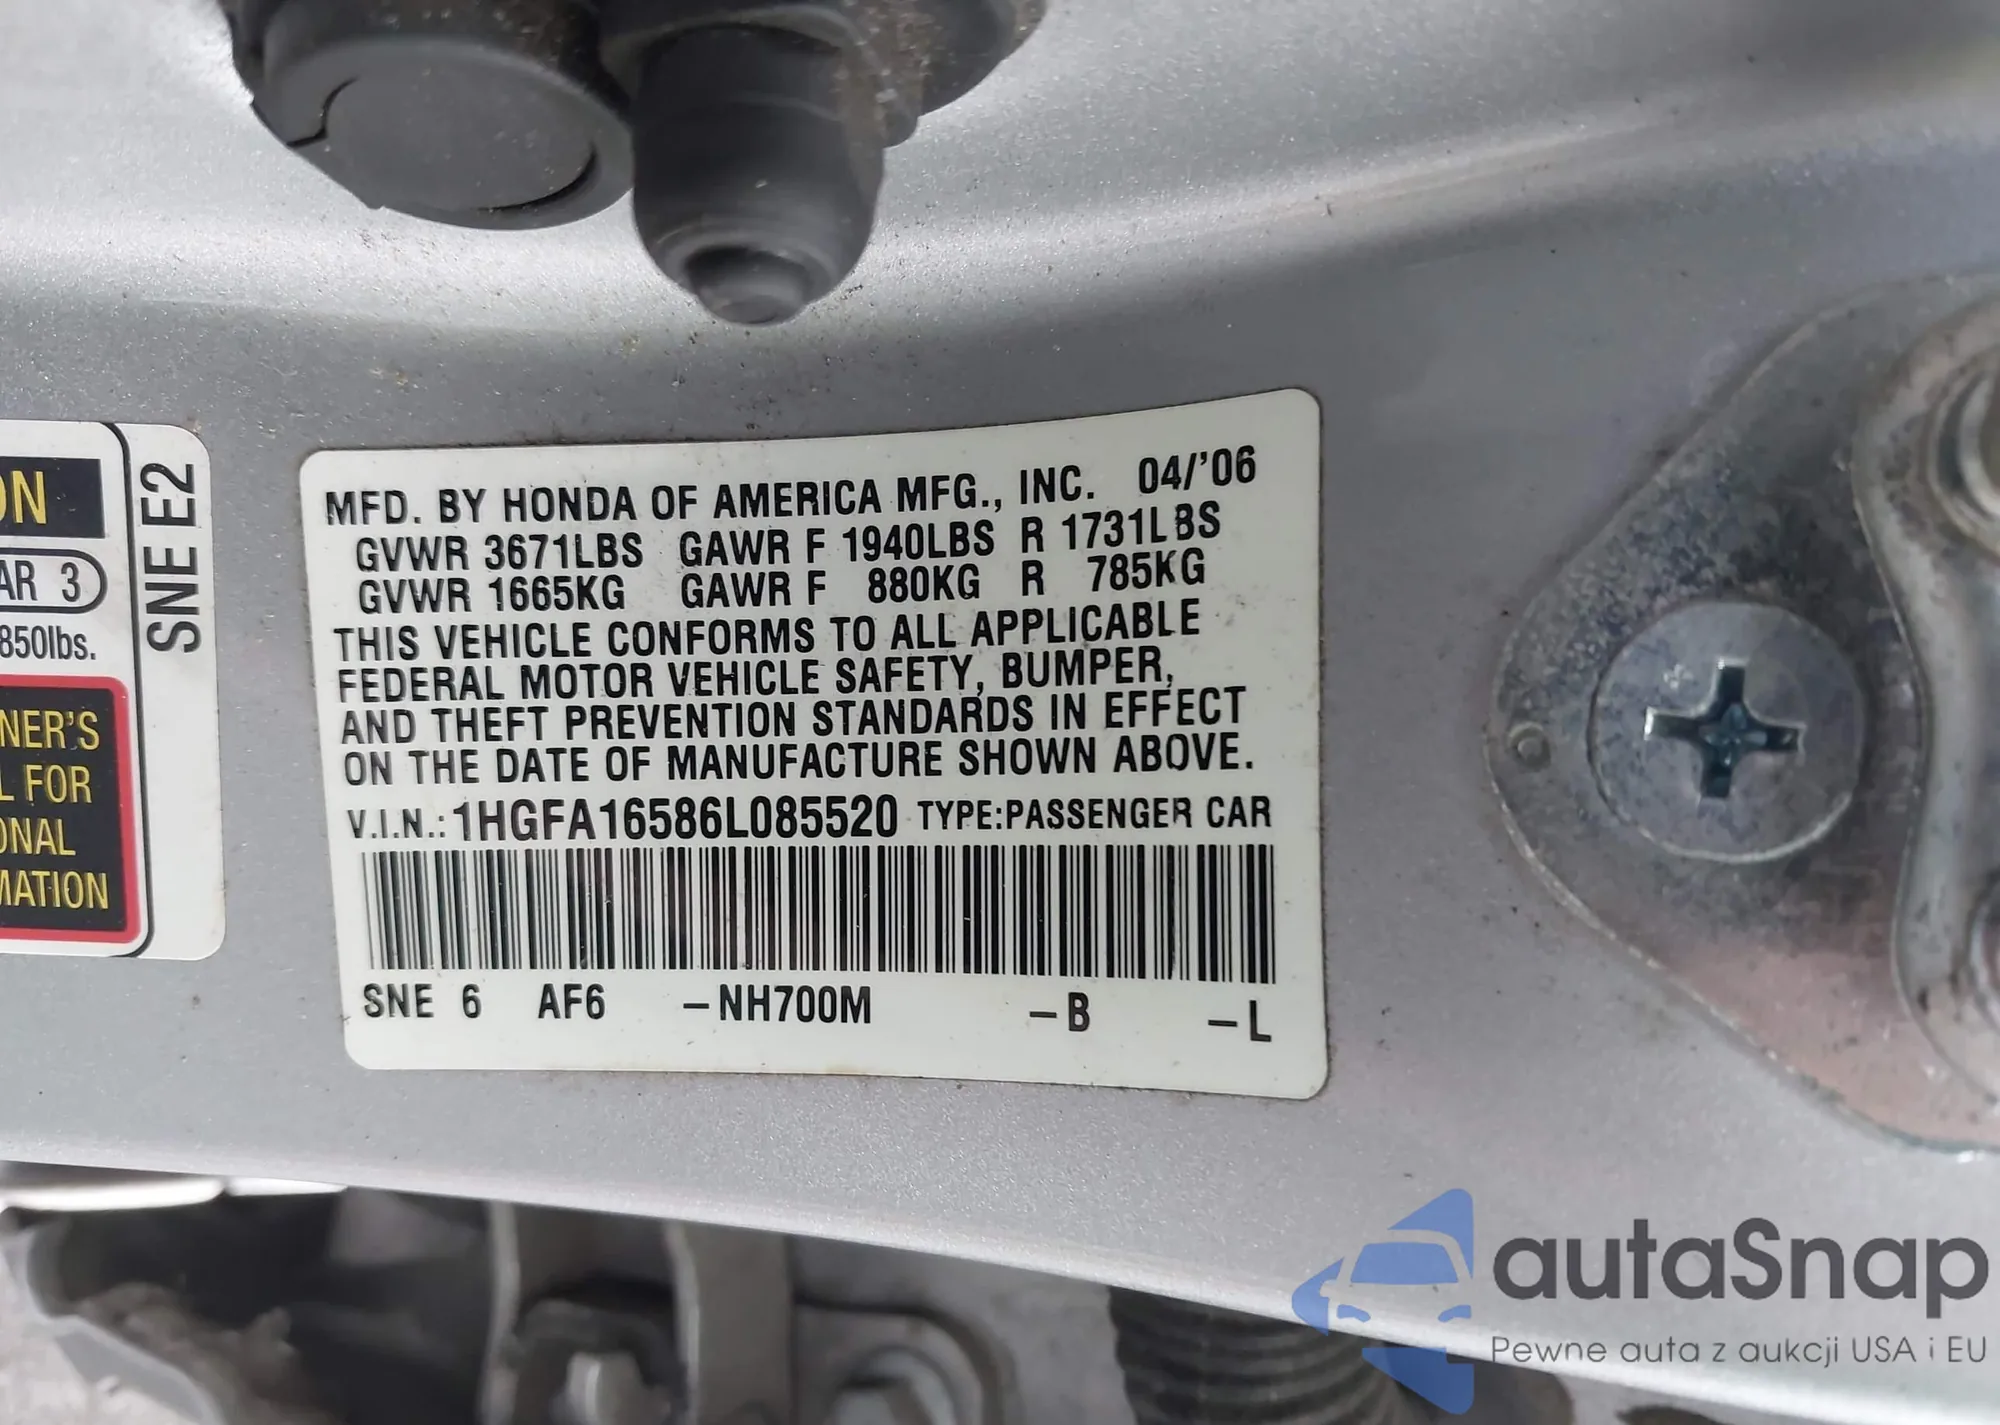 ON
AR 3
850lbs.
NER'S
L FOR
ONAL
MATION
SNE E2
MFD. BY HONDA OF AMERICA MFG., INC. 04/'06
GVWR 3671LBS GAWR F 1940LBS R 1731LBS
GVWR 1665KG GAWR F 880KG R 785KG
THIS VEHICLE CONFORMS TO ALL APPLICABLE
FEDERAL MOTOR VEHICLE SAFETY, BUMPER,
AND THEFT PREVENTION STANDARDS IN EFFECT
ON THE DATE OF MANUFACTURE SHOWN ABOVE.
V.I.N.: 1HGFA16586L085520 TYPE:PASSENGER CAR
SNE 6 AF6 –NH700M –B –L
autaSnap
Pewne auta z aukcji USA i EU